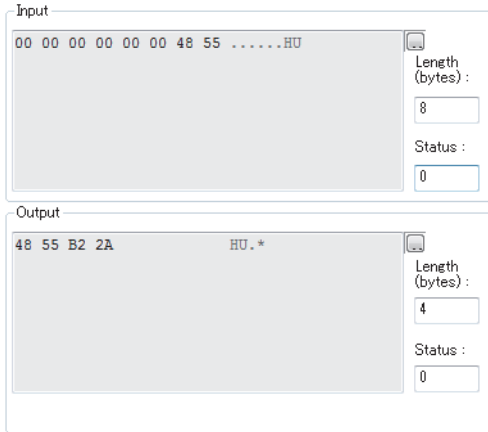 Input
00 00 00 00 00 00 48 55 ......HU
...
Length
(bytes) :
8
Status :
0
Output
48 55 B2 2A HU.*
...
Length
(bytes) :
4
Status :
0